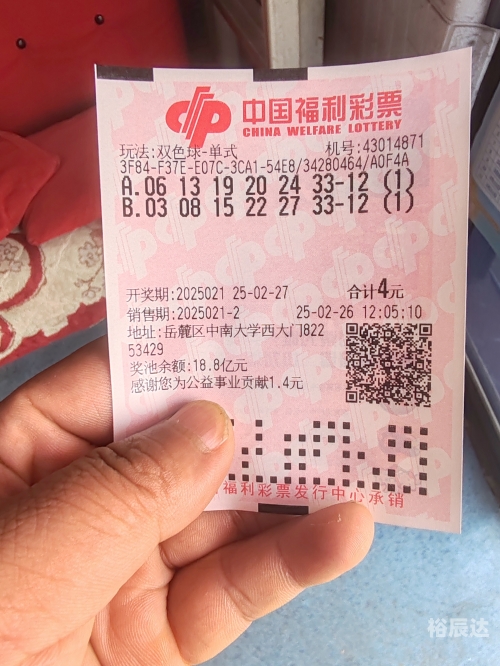 中国福利彩票
CHINA WELFARE LOTTERY
玩法:双色球-单式 机号:43014871
3F84-F37E-E07C-3CA1-54E8/34280464/A0F4A
A.06 13 19 20 24 33-12 (1)
B.03 08 15 22 27 33-12 (1)
开奖期:2025021 25-02-27 合计4元
销售期:2025021-2 25-02-26 12:05:10
地址:岳麓区中南大学西大门822
53429
奖池余额:18.8亿元
感谢您为公益事业贡献1.4元
福利彩票发行中心承销
裕辰达